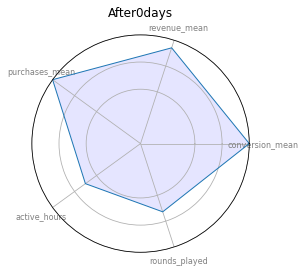 After0days
revenue_mean
purchases_mean
conversion_mean
active_hours
rounds_played